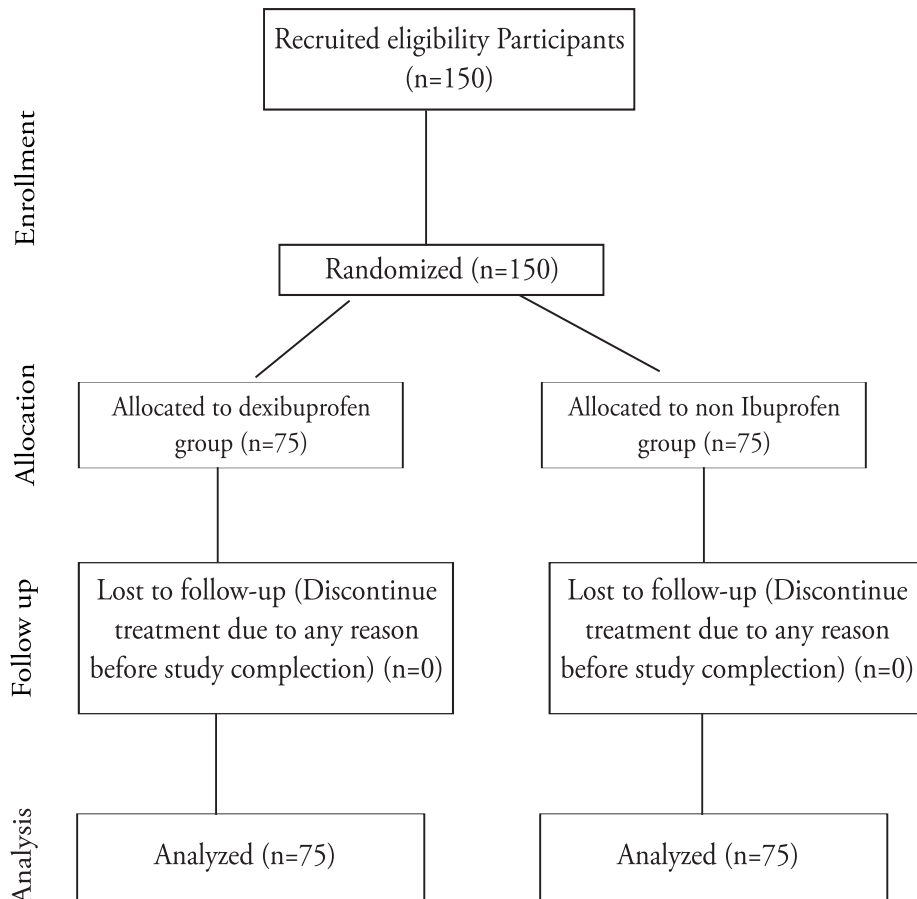 Recruited eligibility Participants
(n=150)
Enrollment
Randomized (n=150)
Allocation
Allocated to dexibuprofen
group (n=75)
Allocated to non Ibuprofen
group (n=75)
Follow up
Lost to follow-up (Discontinue
treatment due to any reason
before study complection) (n=0)
Lost to follow-up (Discontinue
treatment due to any reason
before study complection) (n=0)
Analysis
Analyzed (n=75)
Analyzed (n=75)